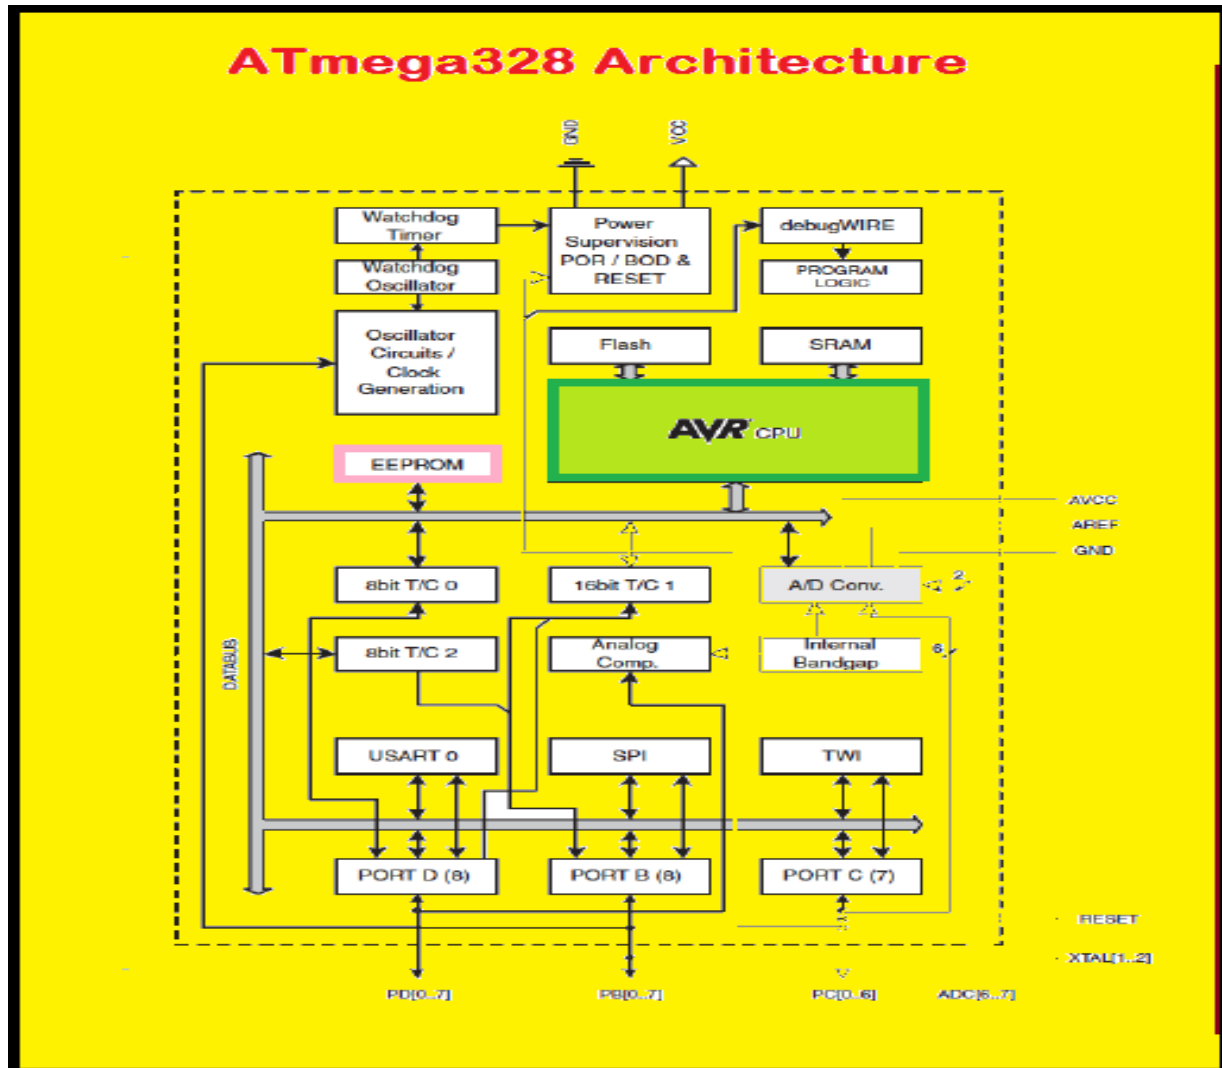 ATmega328 Architecture
GND
VCC
Watchdog
Timer
Power
Supervision
POR / BOD &
RESET
debugWIRE
Watchdog
Oscillator
PROGRAM
LOGIC
Oscillator
Circuits /
Clock
Generation
Flash
SRAM
AVR CPU
EEPROM
AVCC
AREF
GND
8bit T/C 0
16bit T/C 1
A/D Conv.
2
DATABUS
8bit T/C 2
Analog
Comp.
Internal
Bandgap
6
USART 0
SPI
TWI
PORT D (8)
PORT B (8)
PORT C (7)
RESET
XTAL[1..2]
PD[0..7]
PB[0..7]
PC[0..6]
ADC[6..7]